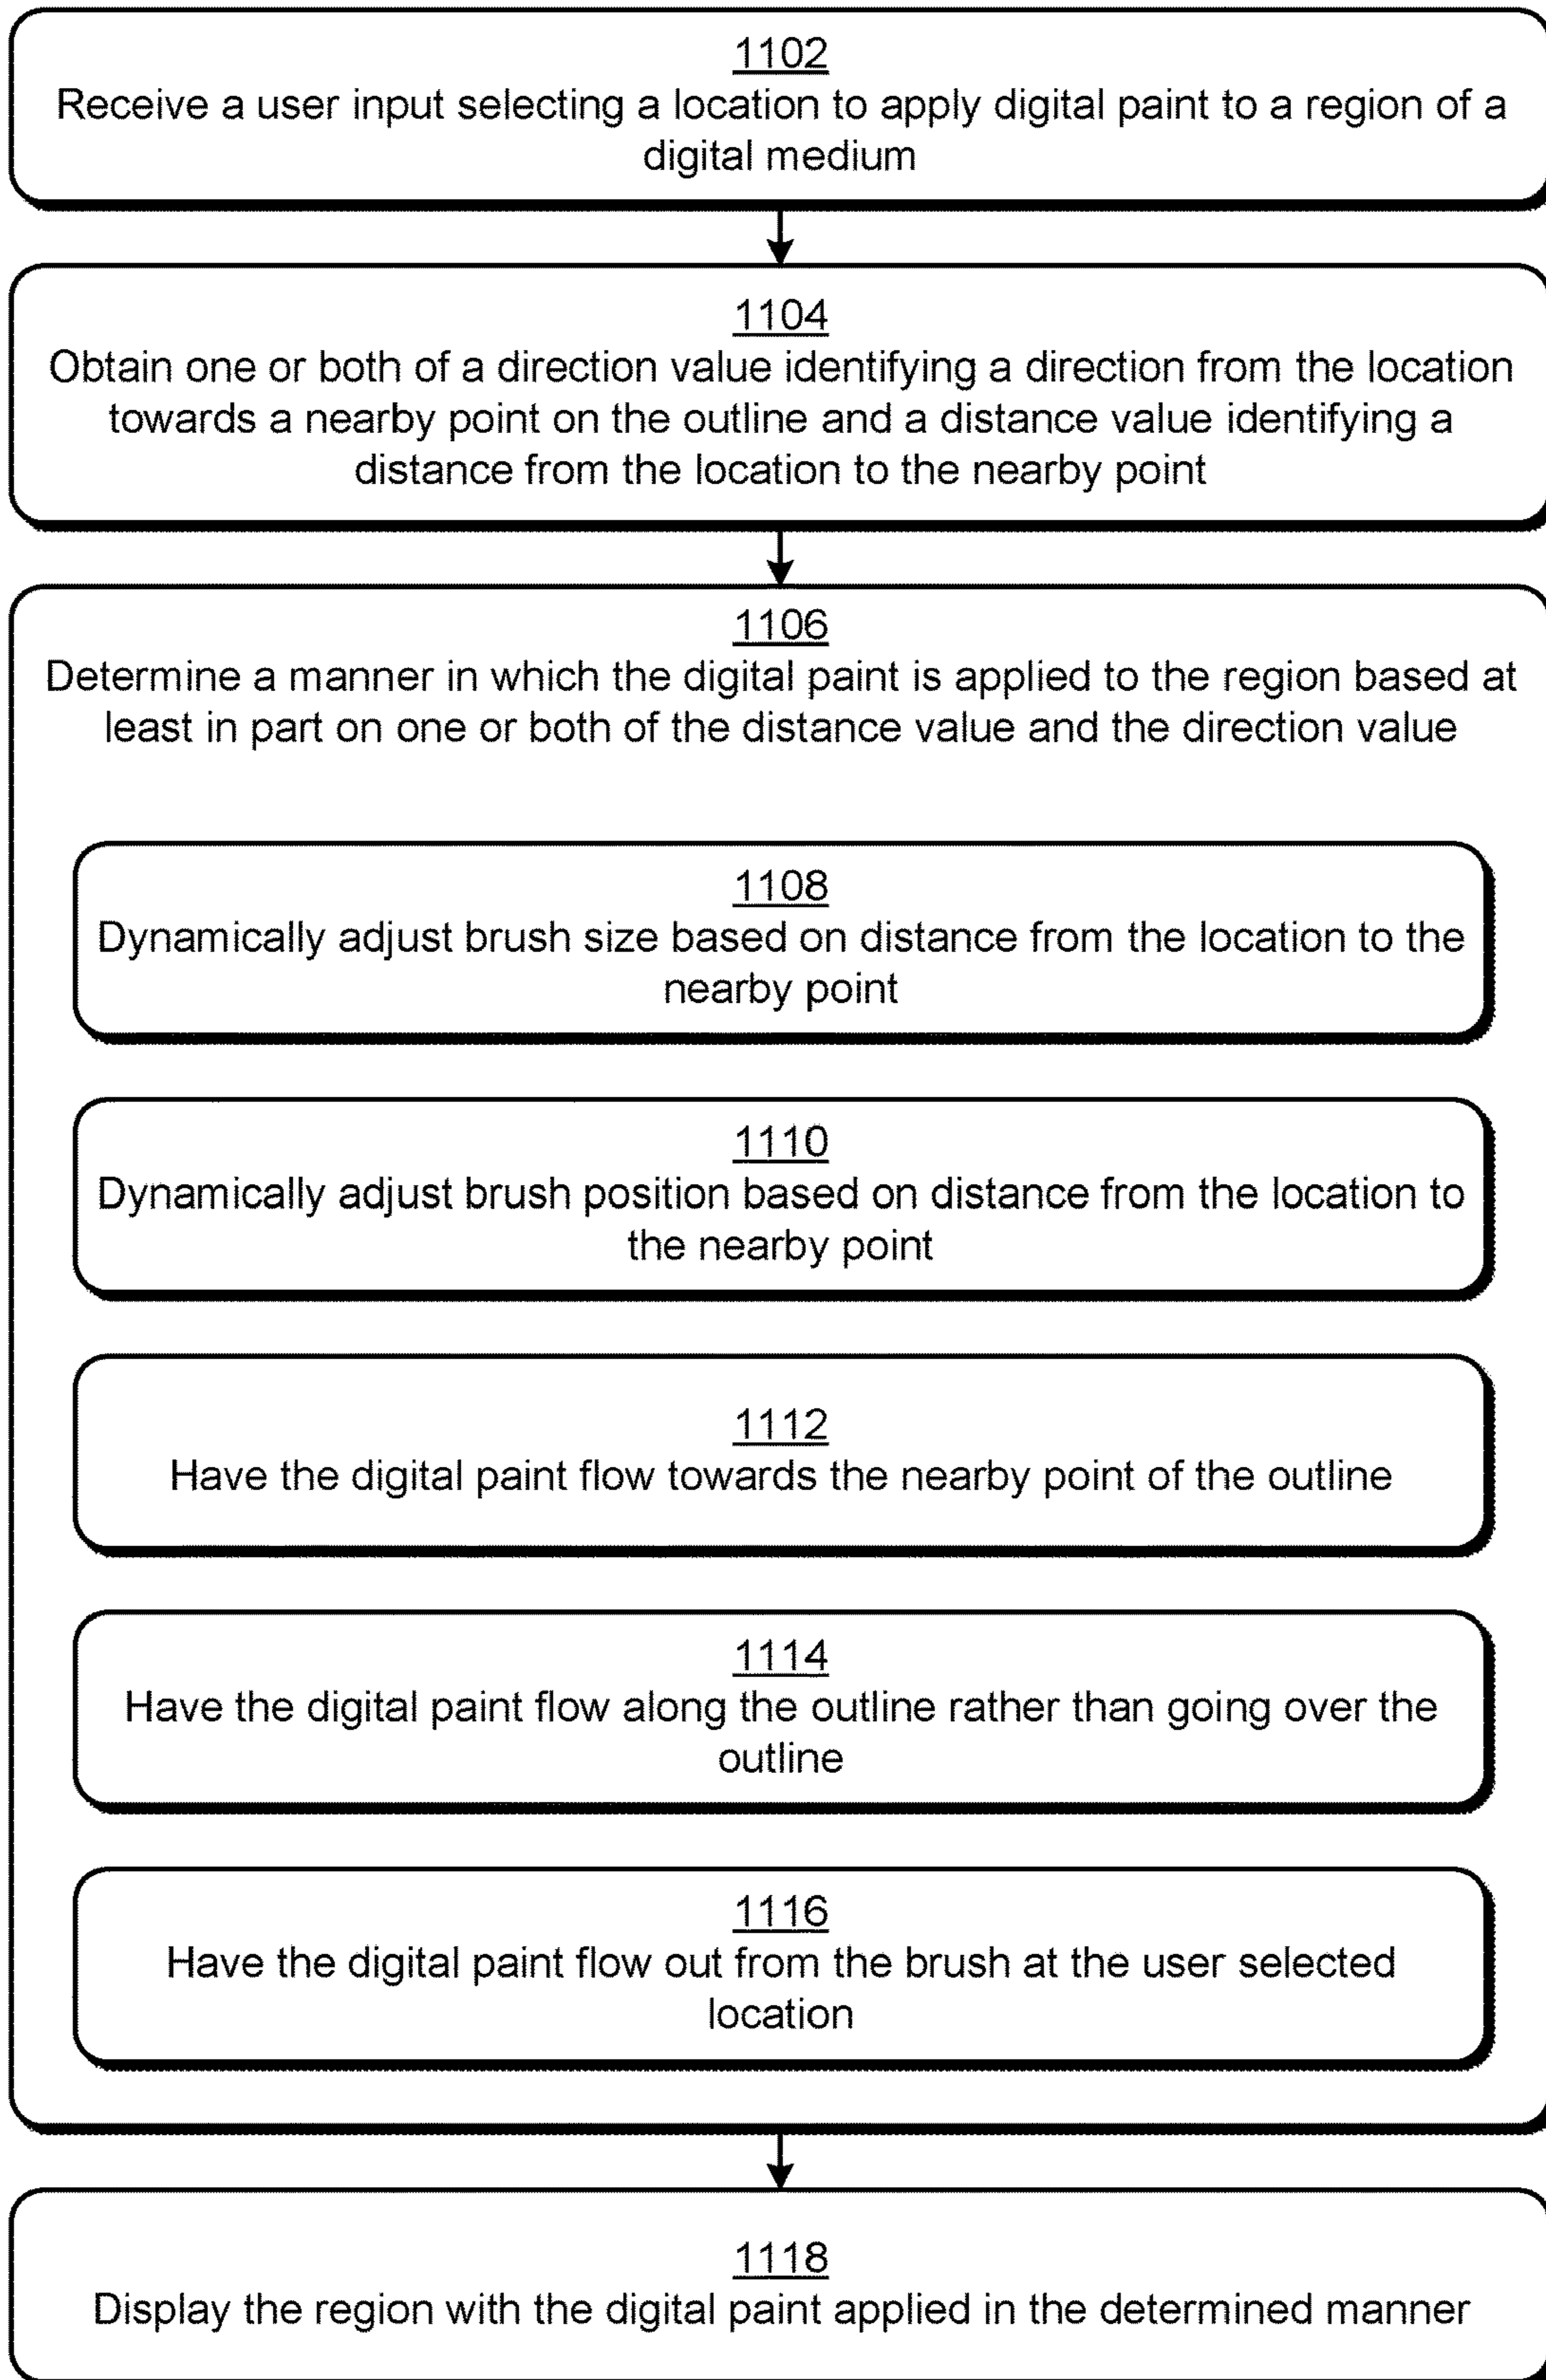 1102
Receive a user input selecting a location to apply digital paint to a region of a
digital medium
1104
Obtain one or both of a direction value identifying a direction from the location
towards a nearby point on the outline and a distance value identifying a
distance from the location to the nearby point
1106
Determine a manner in which the digital paint is applied to the region based at
least in part on one or both of the distance value and the direction value
1108
Dynamically adjust brush size based on distance from the location to the
nearby point
1110
Dynamically adjust brush position based on distance from the location to
the nearby point
1112
Have the digital paint flow towards the nearby point of the outline
1114
Have the digital paint flow along the outline rather than going over the
outline
1116
Have the digital paint flow out from the brush at the user selected
location
1118
Display the region with the digital paint applied in the determined manner